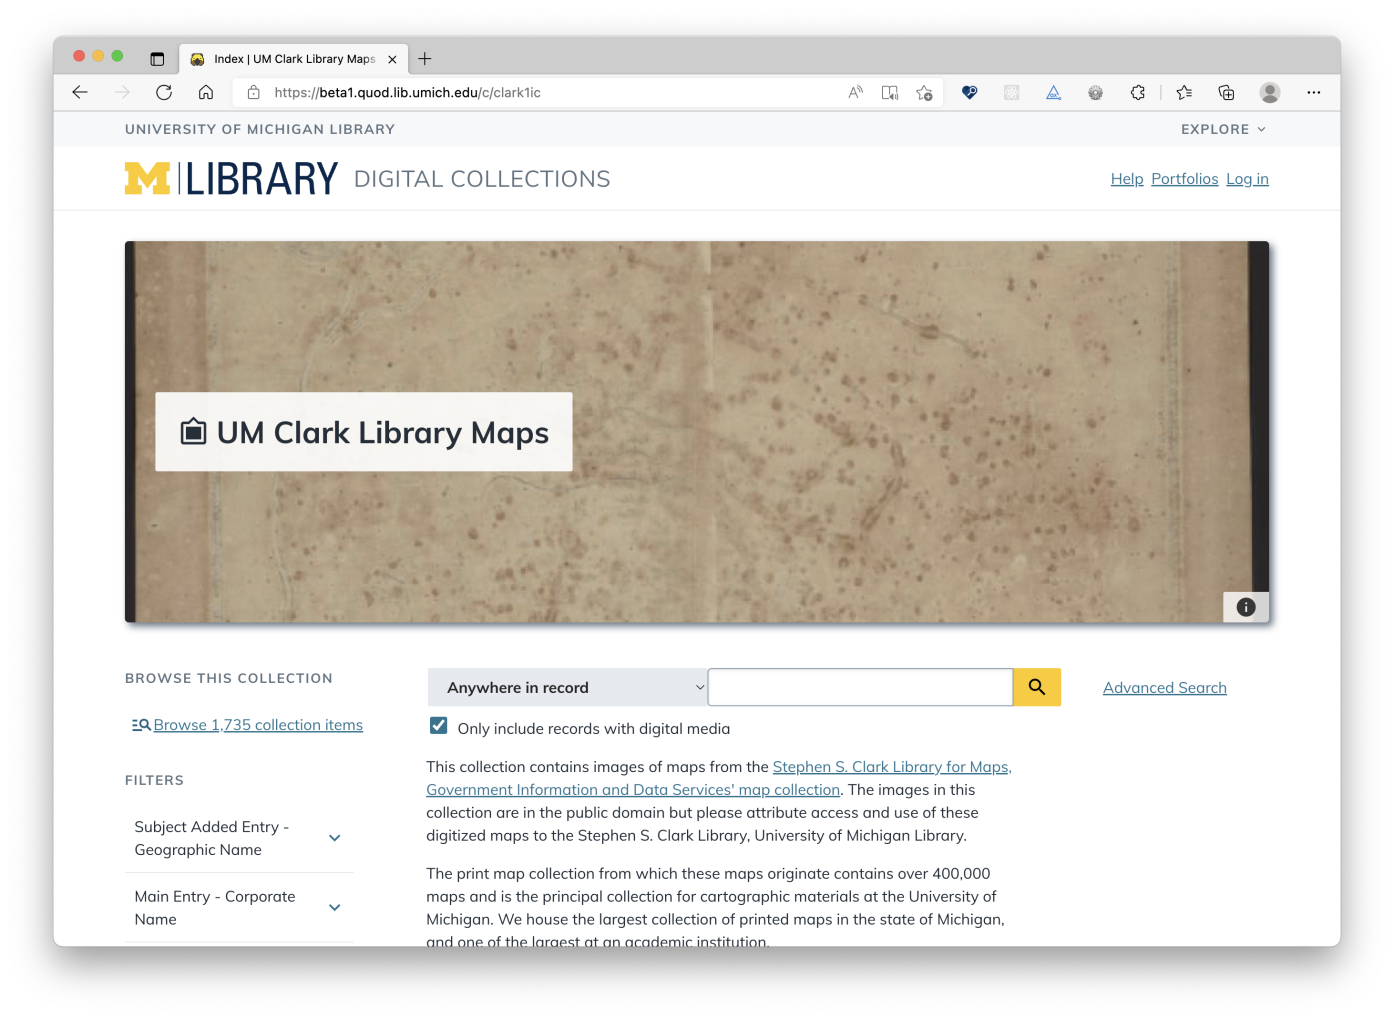 Index | UM Clark Library Maps
https://beta1.quod.lib.umich.edu/c/clark1ic
UNIVERSITY OF MICHIGAN LIBRARY
EXPLORE
M LIBRARY DIGITAL COLLECTIONS
Help Portfolios Log in
UM Clark Library Maps
BROWSE THIS COLLECTION
Browse 1,735 collection items
FILTERS
Subject Added Entry -
Geographic Name
Main Entry - Corporate
Name
Anywhere in record
Advanced Search
Only include records with digital media
This collection contains images of maps from the Stephen S. Clark Library for Maps,
Government Information and Data Services' map collection. The images in this
collection are in the public domain but please attribute access and use of these
digitized maps to the Stephen S. Clark Library, University of Michigan Library.
The print map collection from which these maps originate contains over 400,000
maps and is the principal collection for cartographic materials at the University of
Michigan. We house the largest collection of printed maps in the state of Michigan,
and one of the largest at an academic institution.